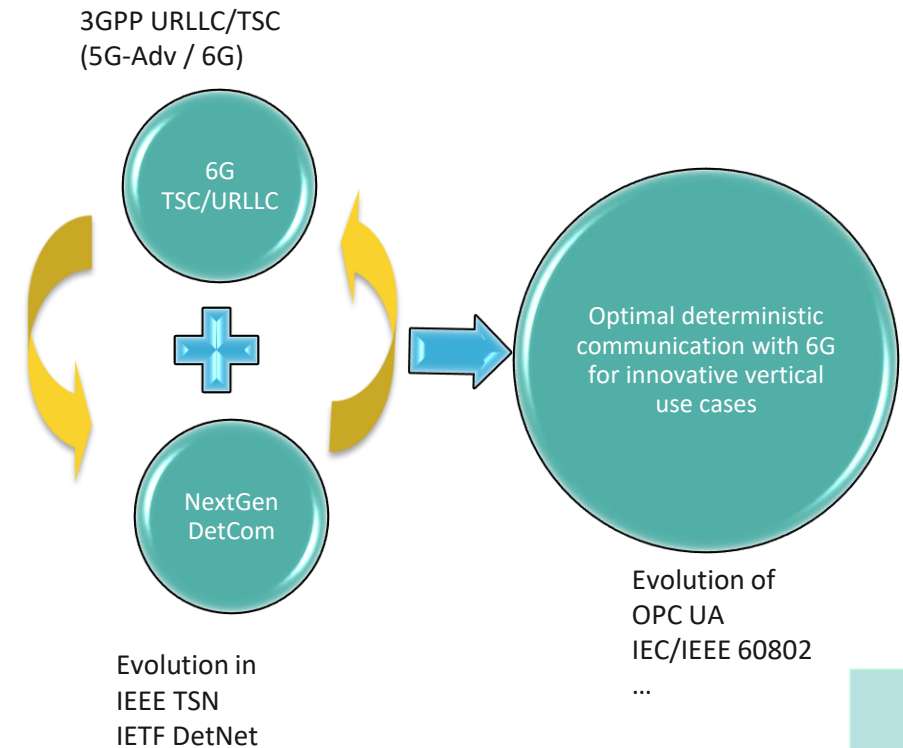 3GPP URLLC/TSC
(5G-Adv / 6G)
6G
TSC/URLLC
NextGen
DetCom
Evolution in
IEEE TSN
IETF DetNet
Optimal deterministic
communication with 6G
for innovative vertical
use cases
Evolution of
OPC UA
IEC/IEEE 60802
...